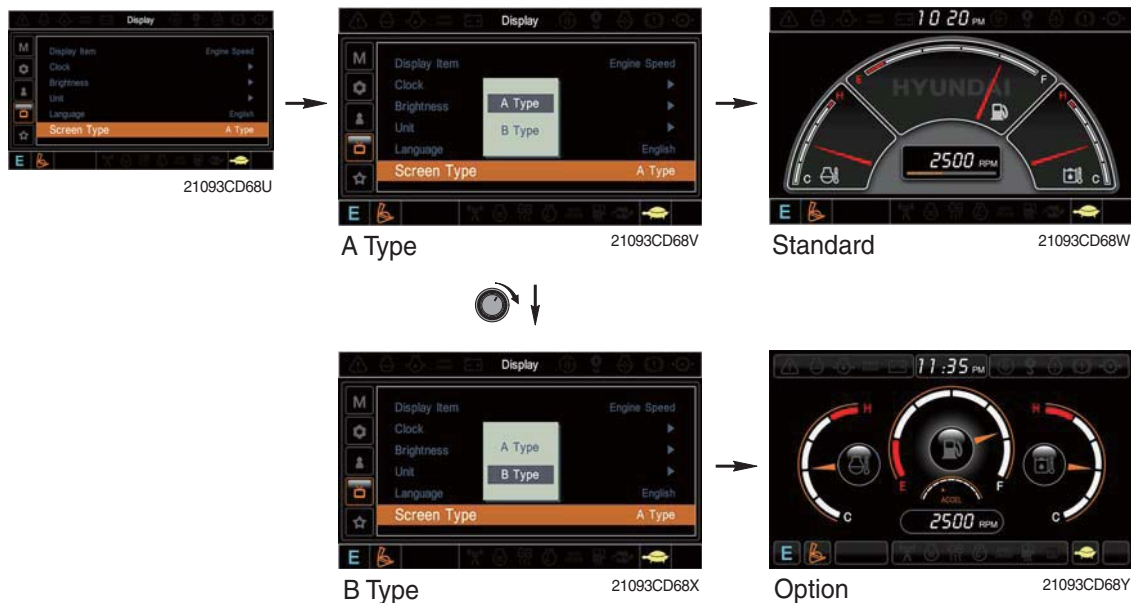 Display
M
Display Item Engine Speed
Clock
Brightness
Unit
Language English
Screen Type A Type
E
21093CD68U
Display
M
Display Item Engine Speed
Clock
Brightness
Unit
Language English
Screen Type A Type
A Type
B Type
E
A Type 21093CD68V
10 20 PM
HYUNDAI
E F
H H
C C
2500 RPM
E
Standard 21093CD68W
Display
M
Display Item Engine Speed
Clock
Brightness
Unit
Language English
Screen Type A Type
A Type
B Type
E
B Type 21093CD68X
11:35 PM
H H
E F
ACCEL
C C
2500 RPM
E
Option 21093CD68Y